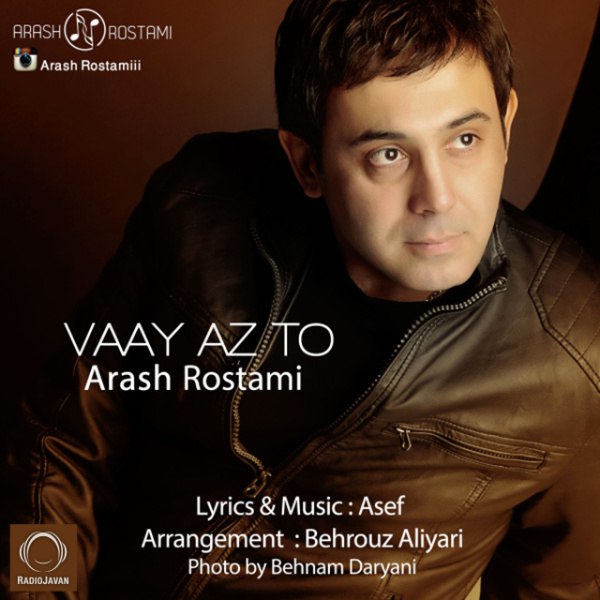 ARASH ROSTAMI
Arash Rostamiii
VAAY AZ TO
Arash Rostami
Lyrics & Music : Asef
Arrangement : Behrouz Aliyari
Photo by Behnam Daryani
RADIOJAVAN